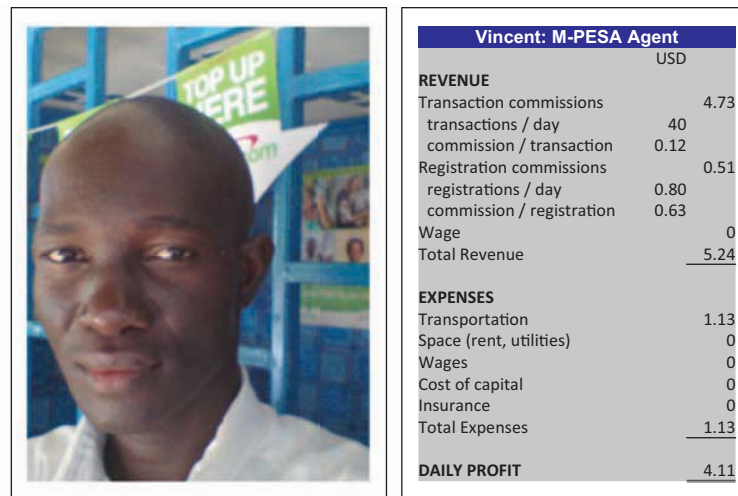 TOP UP
HERE
om
Vincent: M-PESA Agent
USD
REVENUE
Transaction commissions 4.73
transactions / day 40
commission / transaction 0.12
Registration commissions 0.51
registrations / day 0.80
commission / registration 0.63
Wage 0
Total Revenue 5.24
EXPENSES
Transportation 1.13
Space (rent, utilities) 0
Wages 0
Cost of capital 0
Insurance 0
Total Expenses 1.13
DAILY PROFIT 4.11